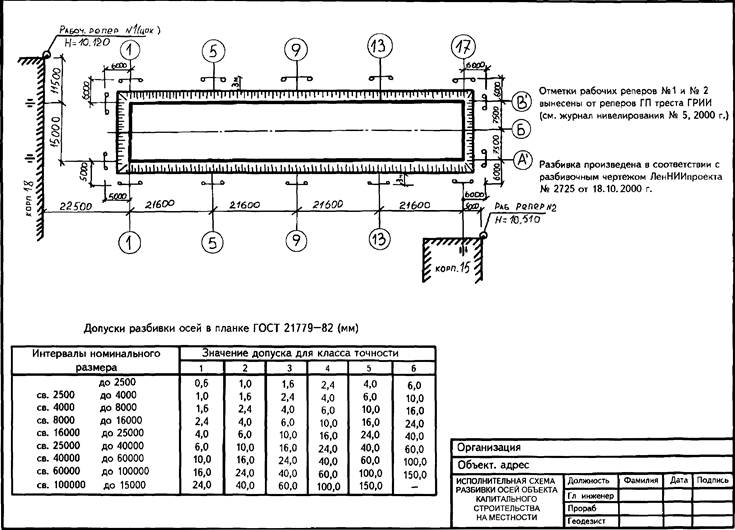 РАБОЧ. РЕПЕР №1 (ЦОК)
Н=10.120
1
5
9
13
17
6000
6000
11500
6000
3м
6000
В'
7500
Б
15000
7500
А'
5000
3м
6000
5000
6000
КОРП. 18
22500
21600
21600
21600
21600
1
5
9
13
РАБ. РЕПЕР №2
Н=10,510
КОРП. 15
Отметки рабочих реперов №1 и № 2
вынесены от реперов ГП треста ГРИИ
(см. журнал нивелирования № 5, 2000 г.)
Разбивка произведена в соответствии с
разбивочным чертежом ЛенНИИпроекта
№ 2725 от 18.10.2000 г.
Допуски разбивки осей в планке ГОСТ 21779—82 (мм)
Интервалы номинального размера Значение допуска для класса точности
1 2 3 4 5 6
до 2500 0,6 1,0 1,6 2,4 4,0 6,0
св. 2500 до 4000 1,0 1,6 2,4 4,0 6,0 10,0
св. 4000 до 8000 1,6 2,4 4,0 6,0 10,0 16,0
св. 8000 до 16000 2,4 4,0 6,0 10,0 16,0 24,0
св. 16000 до 25000 4,0 6,0 10,0 16,0 24,0 40,0
св. 25000 до 40000 6,0 10,0 16,0 24,0 40,0 60,0
св. 40000 до 60000 10,0 16,0 24,0 40,0 60,0 100,0
св. 60000 до 100000 16,0 24,0 40,0 60,0 100,0 150,0
св. 100000 до 15000 24,0 40,0 60,0 100,0 150,0 —
Организация
Объект. адрес
ИСПОЛНИТЕЛЬНАЯ СХЕМА
РАЗБИВКИ ОСЕЙ ОБЪЕКТА
КАПИТАЛЬНОГО
СТРОИТЕЛЬСТВА
НА МЕСТНОСТИ
Должность Фамилия Дата Подпись
Гл инженер
Прораб
Геодезист